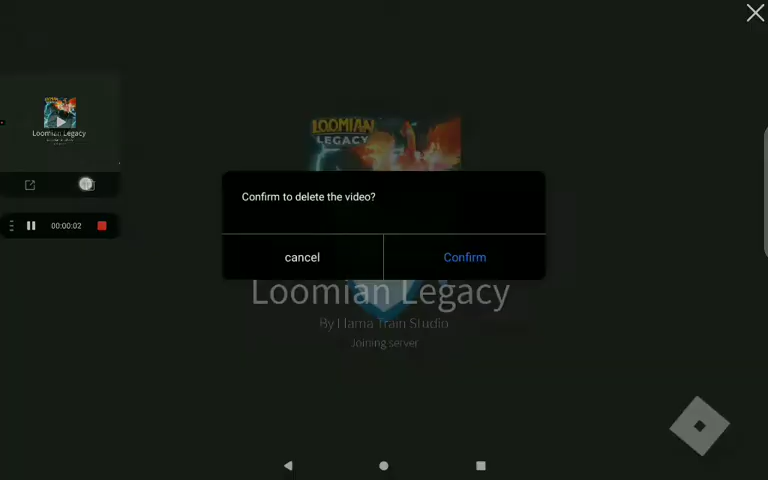 LOOMIAN
LEGACY
Loomian Legacy
00:00:02
Confirm to delete the video?
cancel
Confirm
Loomian Legacy
By Llama Train Studio
Joining server